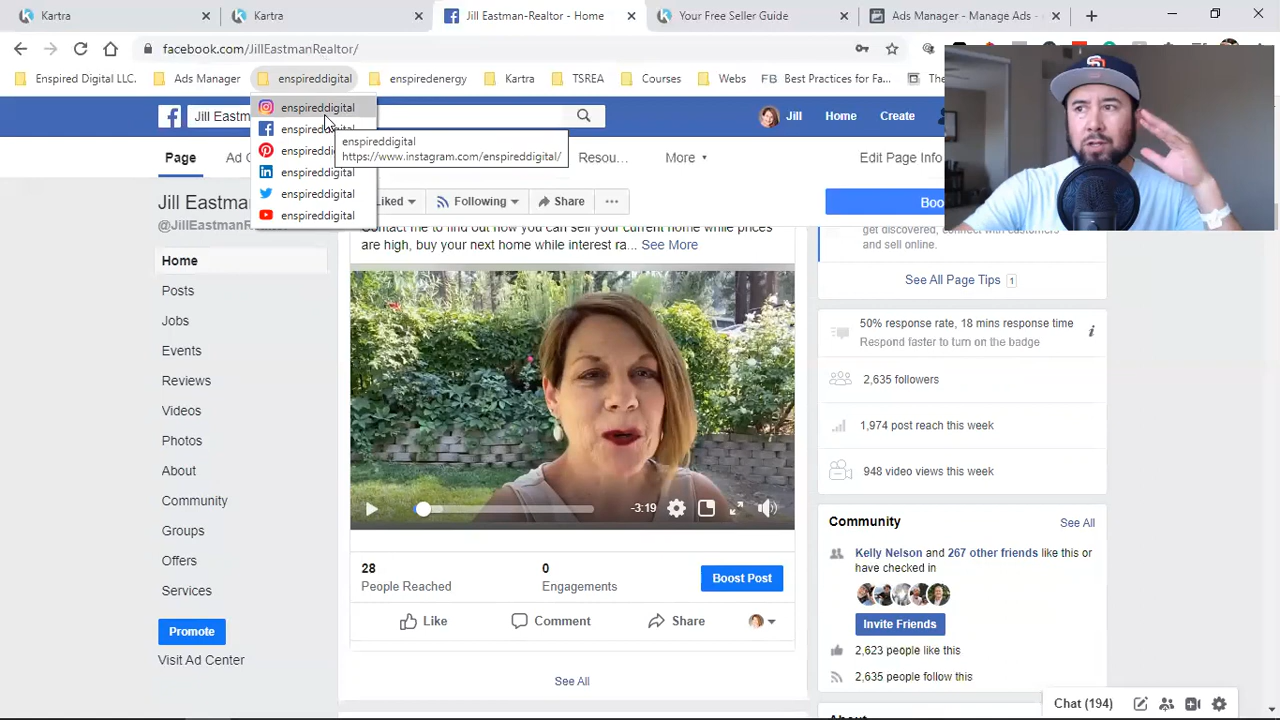 Kartra
Kartra
Jill Eastman-Realtor - Home
Your Free Seller Guide
Ads Manager - Manage Ads -
facebook.com/JillEastmanRealtor/
Enspired Digital LLC.
Ads Manager
enspireddigital
Enspiredenergy
Kartra
TSREA
Courses
Webs
FB Best Practices for Fa...
enspireddigital
enspireddigital
https://www.instagram.com/enspireddigital/
enspireddigital
enspireddigital
enspireddigital
Jill
Home
Create
Page
Resou...
More
Edit Page Info
Jill Eastma
@JillEastmanR
Liked
Following
Share
...
Boo
Contact me to find out how you can sell your current home while prices
are high, buy your next home while interest ra... See More
get discovered, connect with customers
and sell online.
See All Page Tips 1
Home
Posts
Jobs
Events
Reviews
Videos
Photos
About
Community
Groups
Offers
Services
Promote
Visit Ad Center
-3:19
28
People Reached
0
Engagements
Boost Post
Like
Comment
Share
See All
50% response rate, 18 mins response time
Respond faster to turn on the badge
2,635 followers
1,974 post reach this week
948 video views this week
Community
See All
Kelly Nelson and 267 other friends like this or
have checked in
Invite Friends
2,623 people like this
2,635 people follow this
Chat (194)